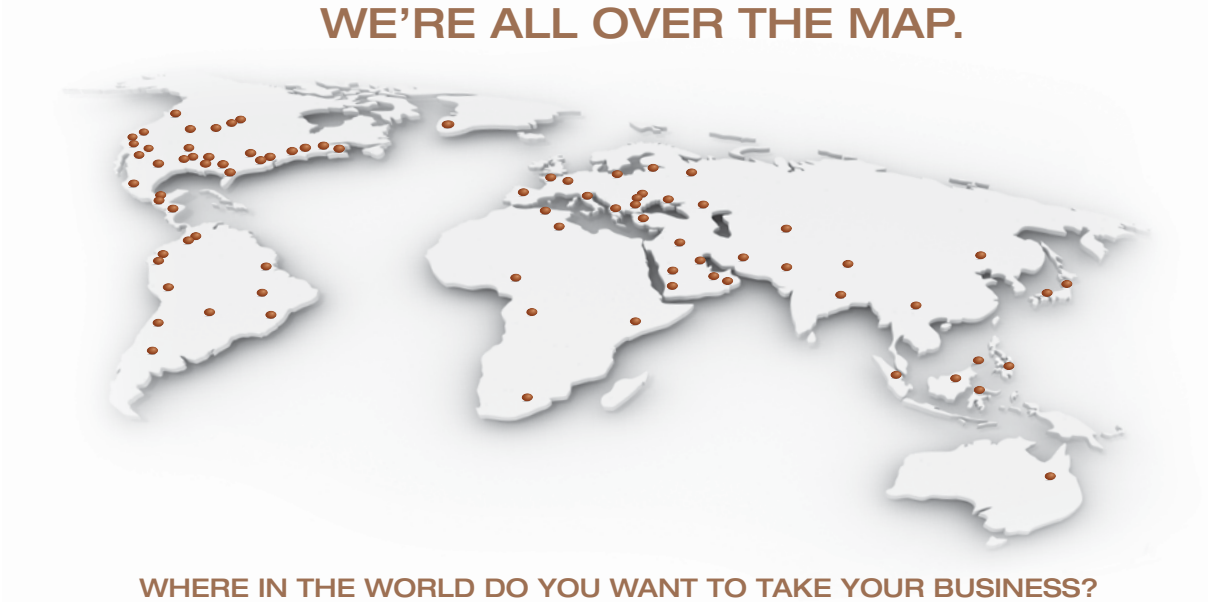 WE’RE ALL OVER THE MAP.
WHERE IN THE WORLD DO YOU WANT TO TAKE YOUR BUSINESS?